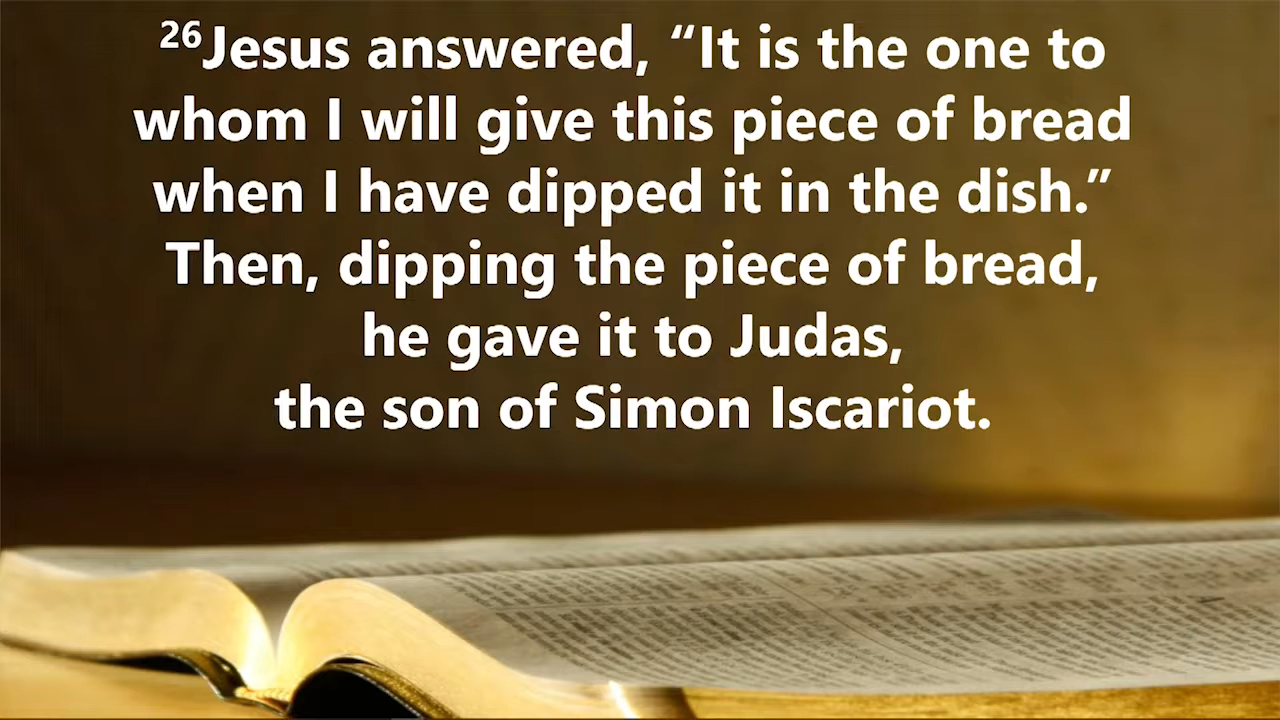 26Jesus answered, “It is the one to
whom I will give this piece of bread
when I have dipped it in the dish.”
Then, dipping the piece of bread,
he gave it to Judas,
the son of Simon Iscariot.